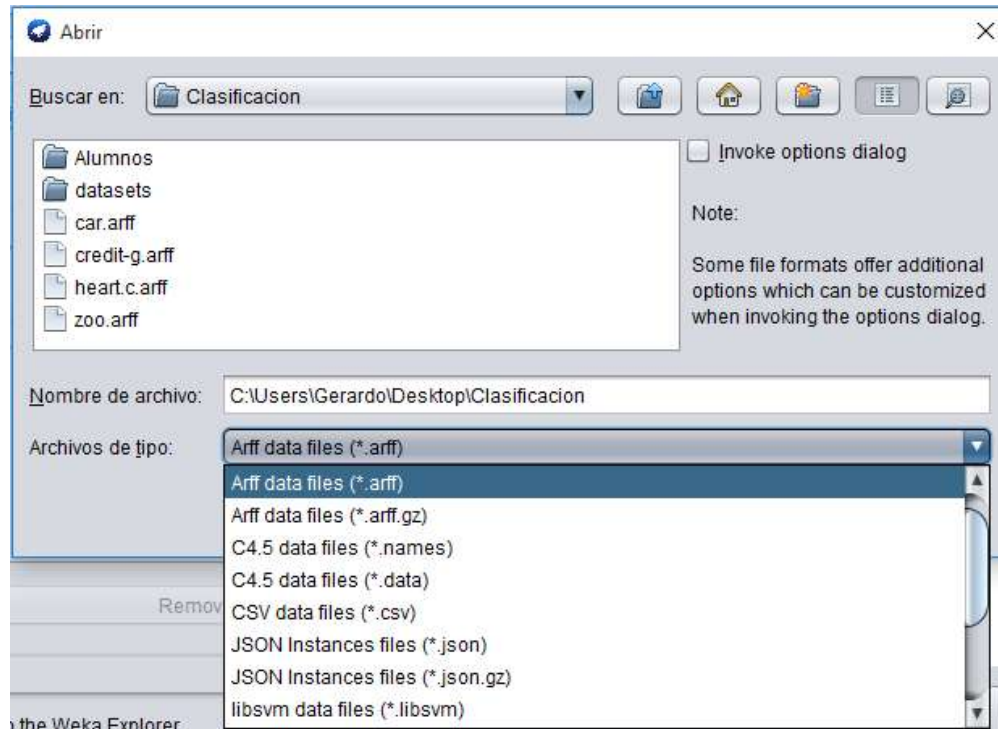 Abrir
Buscar en: Clasificacion
Alumnos
datasets
car.arff
credit-g.arff
heart.c.arff
zoo.arff
Invoke options dialog
Note:
Some file formats offer additional
options which can be customized
when invoking the options dialog.
Nombre de archivo: C:\Users\Gerardo\Desktop\Clasificacion
Archivos de tipo: Arff data files (*.arff)
Arff data files (*.arff)
Arff data files (*.arff.gz)
C4.5 data files (*.names)
C4.5 data files (*.data)
CSV data files (*.csv)
JSON Instances files (*.json)
JSON Instances files (*.json.gz)
libsvm data files (*.libsvm)
Remov
the Weka Explorer